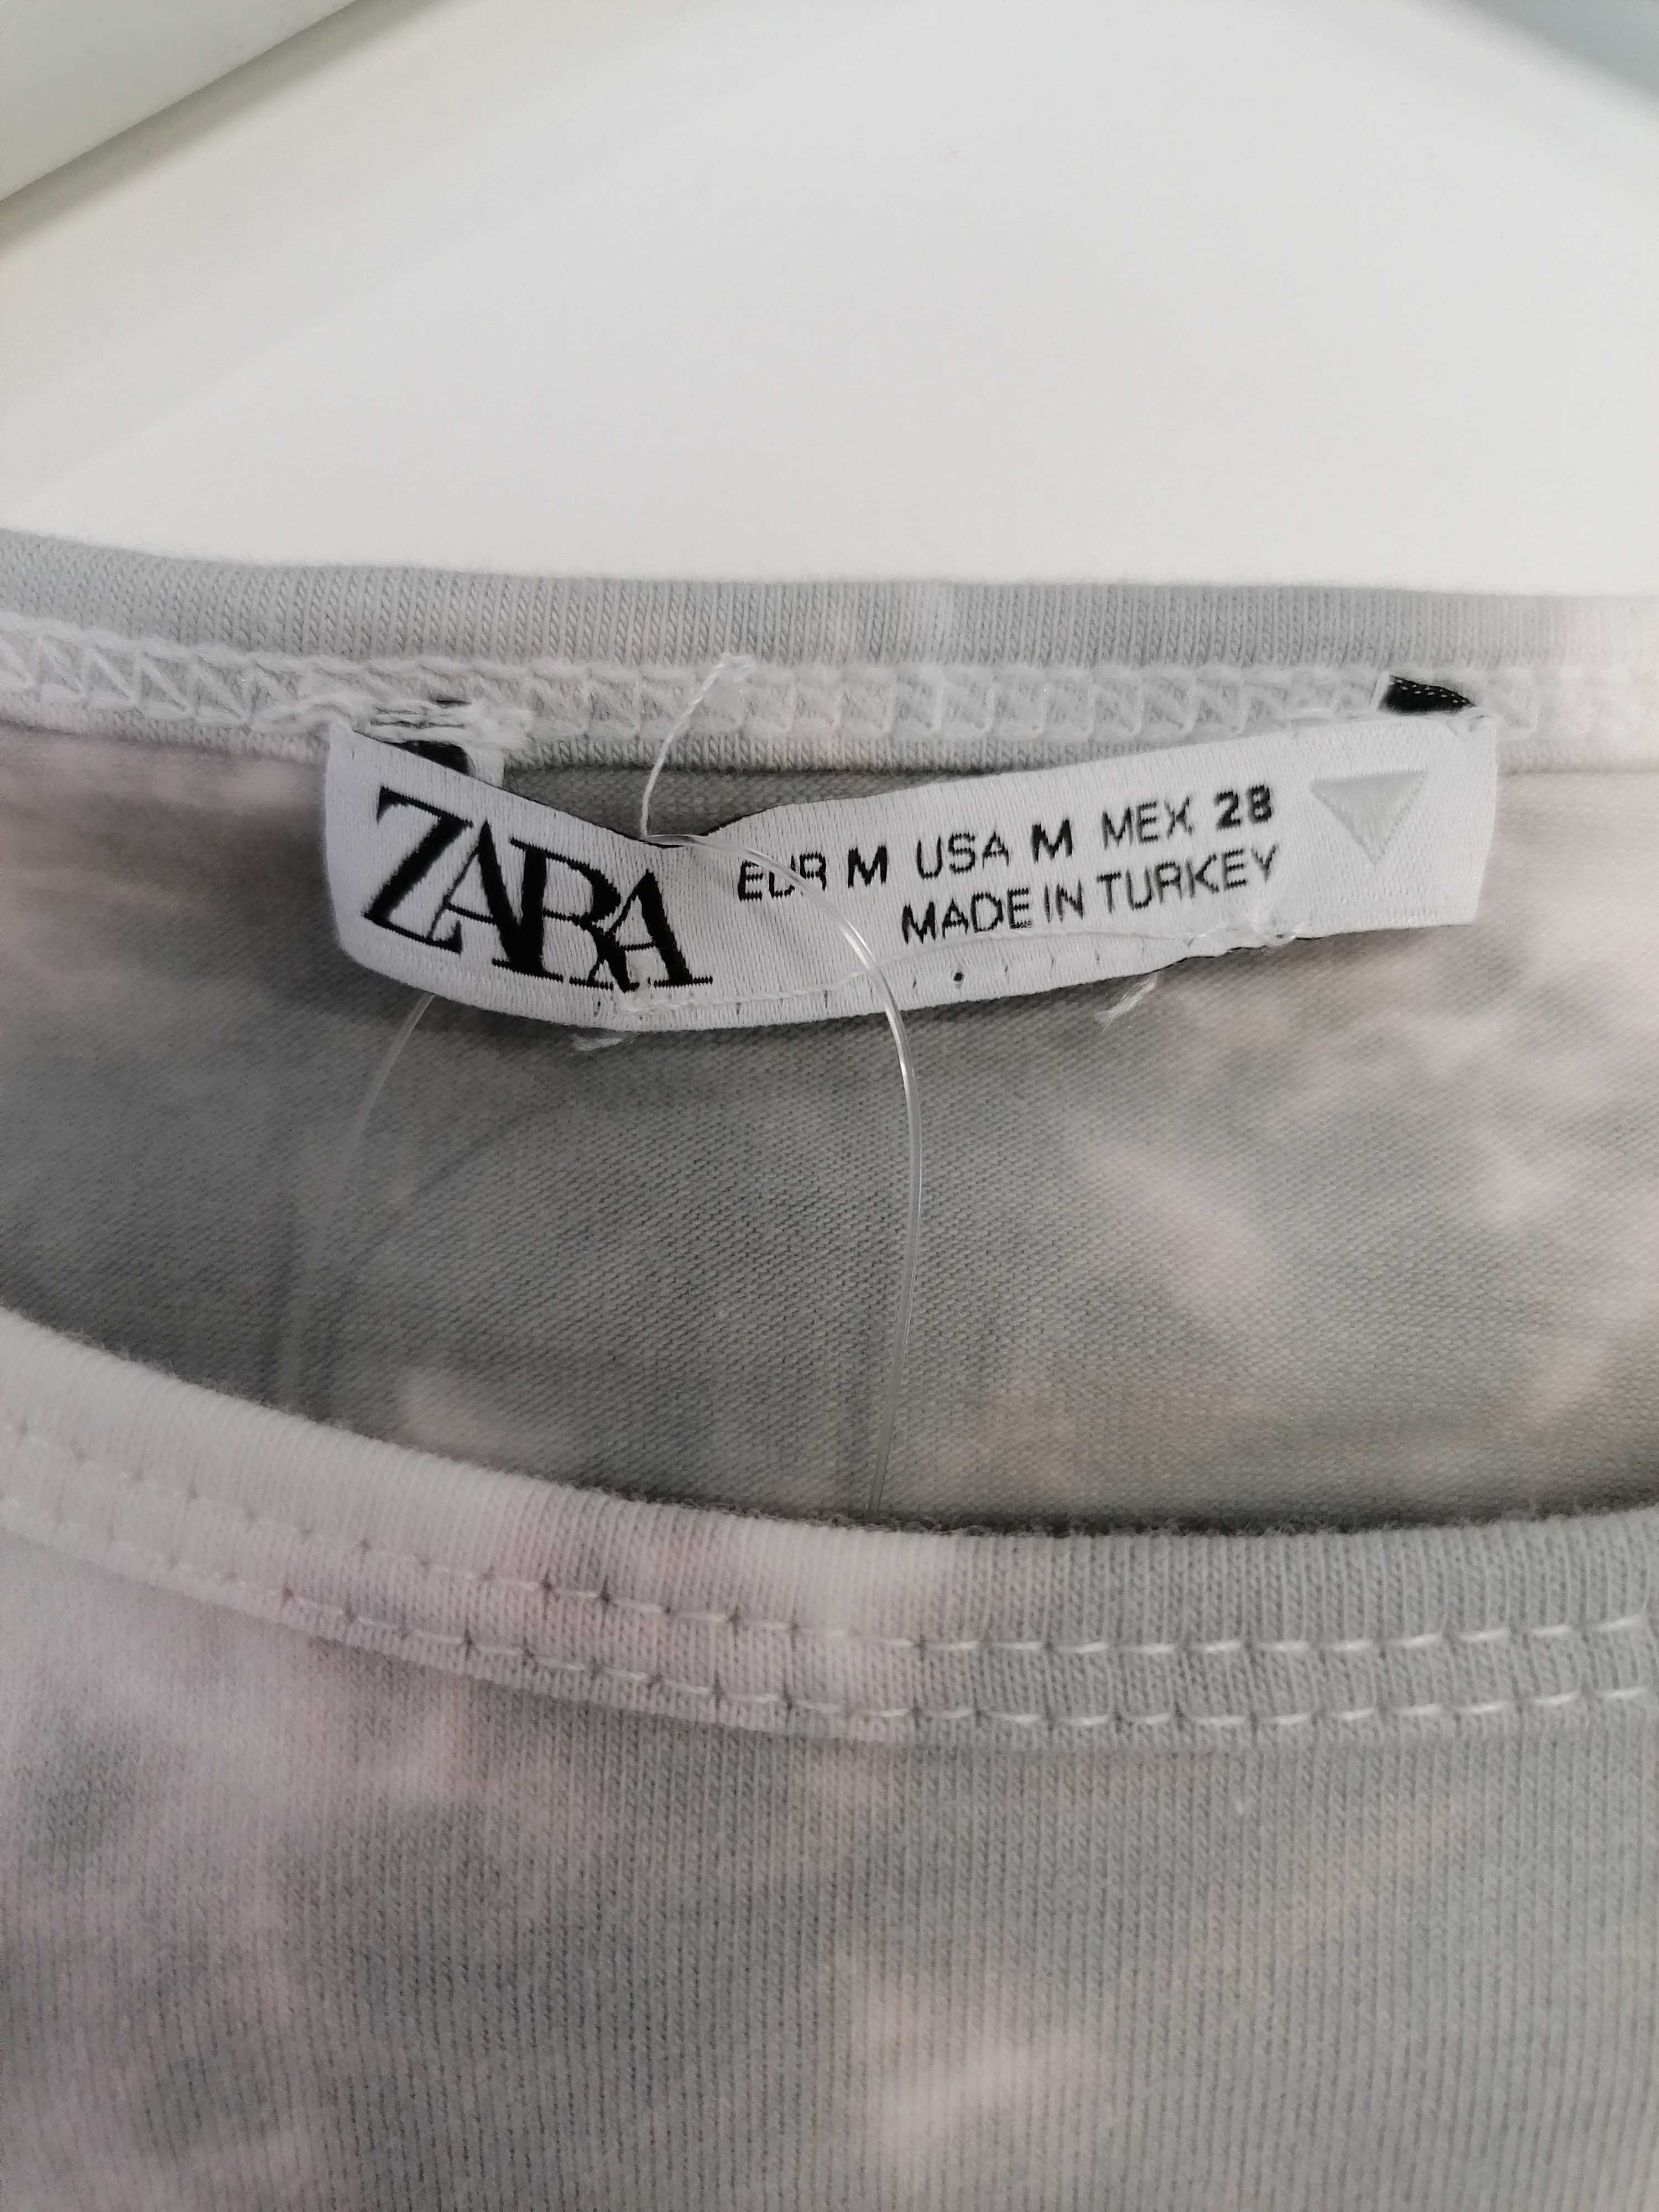 ZARA
EUR M USA M MEX 28
MADE IN TURKEY